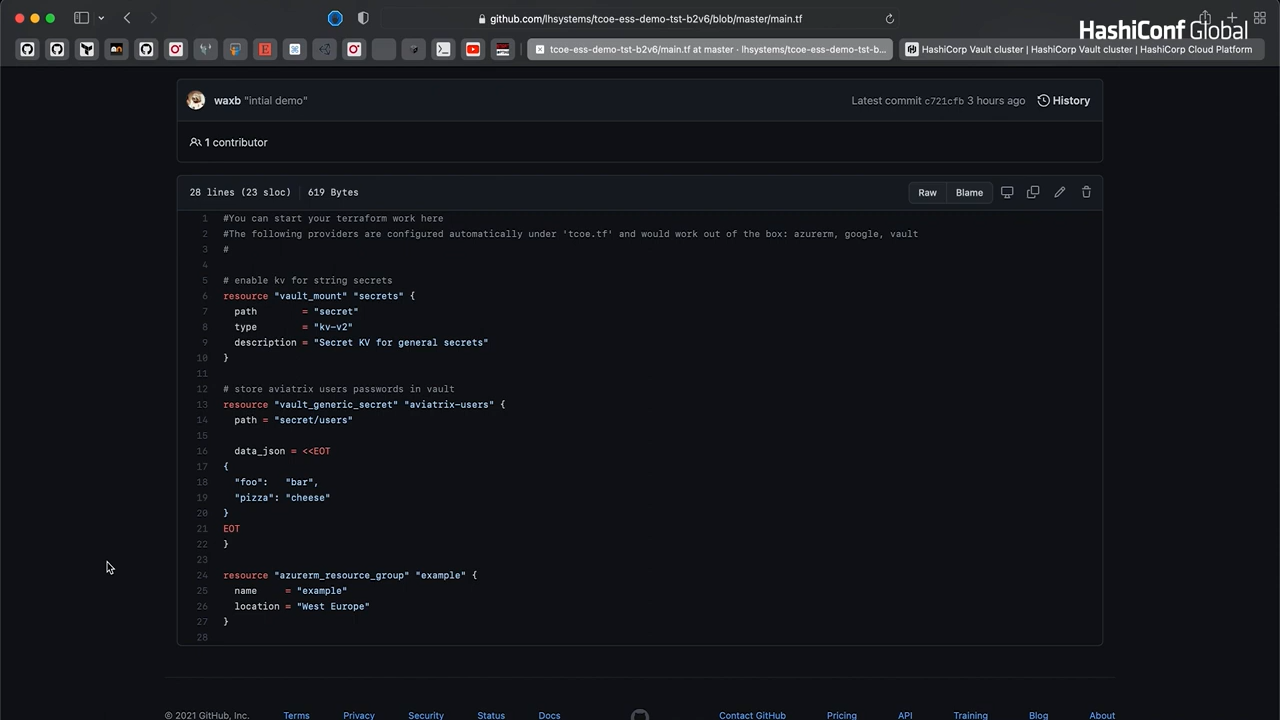 github.com/lhsystems/tcoe-ess-demo-tst-b2v6/blob/master/main.tf
HashiConf Global
tcoe-ess-demo-tst-b2v6/main.tf at master · lhsystems/tcoe-ess-demo-tst-b...
HashiCorp Vault cluster | HashiCorp Vault cluster | HashiCorp Cloud Platform
waxb "intial demo"
Latest commit c721cfb 3 hours ago
History
1 contributor
28 lines (23 sloc) 619 Bytes
Raw
Blame
1 #You can start your terraform work here
2 #The following providers are configured automatically under 'tcoe.tf' and would work out of the box: azurerm, google, vault
3 #
4
5 # enable kv for string secrets
6 resource "vault_mount" "secrets" {
7 path = "secret"
8 type = "kv-v2"
9 description = "Secret KV for general secrets"
10 }
11
12 # store aviatrix users passwords in vault
13 resource "vault_generic_secret" "aviatrix-users" {
14 path = "secret/users"
15
16 data_json = <<EOT
17 {
18 "foo": "bar",
19 "pizza": "cheese"
20 }
21 EOT
22 }
23
24 resource "azurerm_resource_group" "example" {
25 name = "example"
26 location = "West Europe"
27 }
28
© 2021 GitHub, Inc.
Terms
Privacy
Security
Status
Docs
Contact GitHub
Pricing
API
Training
Blog
About